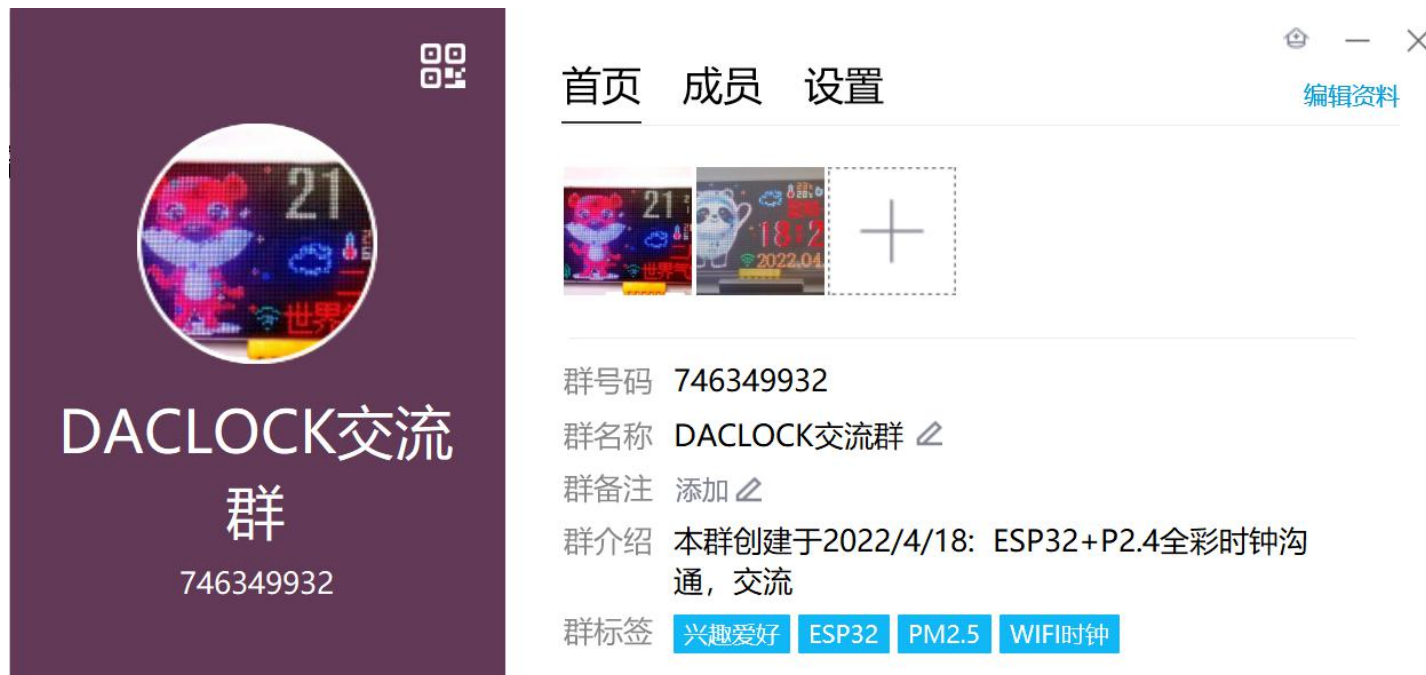 首页 成员 设置
编辑资料
21
世界
21
世界气
18:2
2022.04
DACLOCK交流
群
746349932
群号码 746349932
群名称 DACLOCK交流群
群备注 添加
群介绍 本群创建于2022/4/18: ESP32+P2.4全彩时钟沟
通，交流
群标签 兴趣爱好 ESP32 PM2.5 WIFI时钟